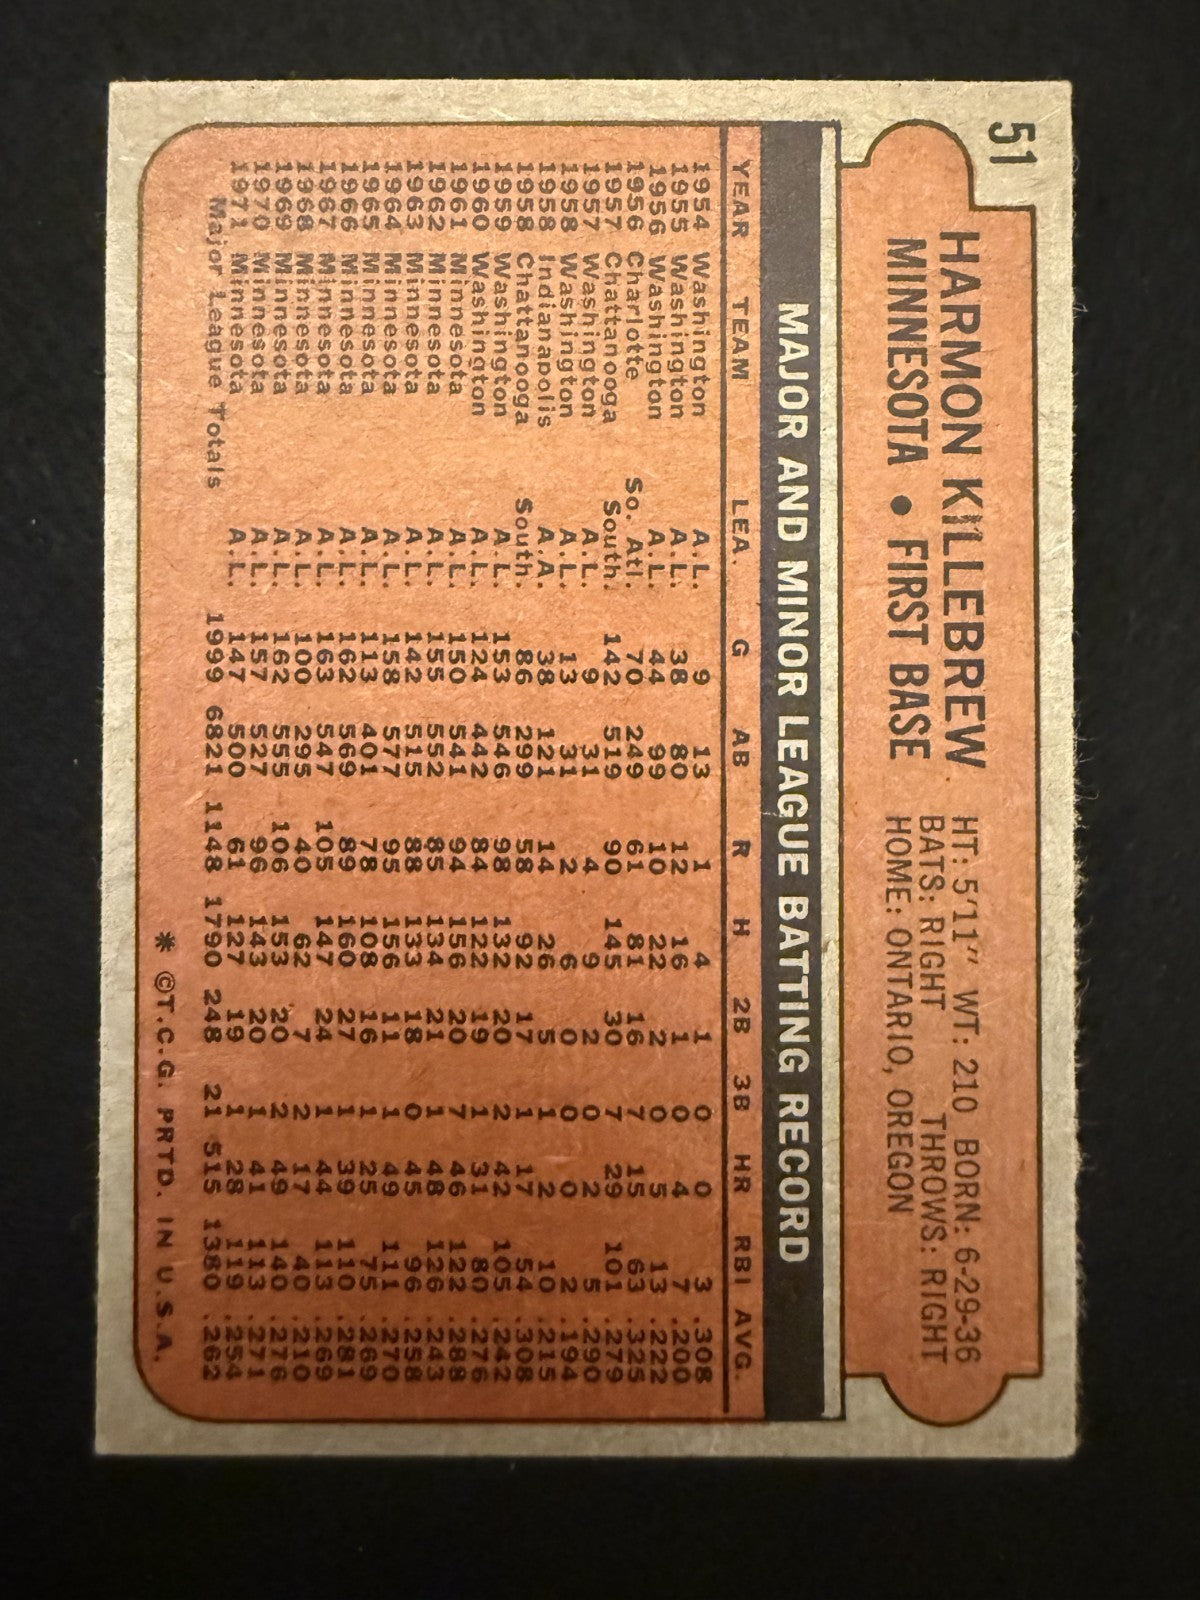 51
HARMON KILLEBREW
MINNESOTA • FIRST BASE
HT: 5'11" WT: 210 BORN: 6-29-36
BATS: RIGHT THROWS: RIGHT
HOME: ONTARIO, OREGON
MAJOR AND MINOR LEAGUE BATTING RECORD
YEAR TEAM LEA. G AB R H 2B 3B HR RBI AVG.
1954 Washington A.L. 9 13 1 4 1 0 0 3 .308
1955 Washington A.L. 38 80 12 16 1 0 4 7 .200
1956 Washington A.L. 44 99 10 22 2 0 5 13 .222
1956 Charlotte So. Atl. 70 249 61 81 16 7 15 63 .325
1957 Chattanooga South. 142 519 90 145 30 7 29 101 .279
1957 Washington A.L. 9 31 4 9 2 0 2 5 .290
1958 Washington A.L. 13 31 2 6 0 0 0 2 .194
1958 Indianapolis A.A. 38 121 14 26 5 1 2 10 .215
1958 Chattanooga South. 86 299 58 92 17 1 17 54 .308
1959 Washington A.L. 153 546 98 132 20 2 42 105 .242
1960 Washington A.L. 124 442 84 122 19 1 31 80 .276
1961 Minnesota A.L. 150 541 94 156 20 7 46 122 .288
1962 Minnesota A.L. 155 552 85 134 21 1 48 126 .243
1963 Minnesota A.L. 142 515 88 133 18 0 45 96 .258
1964 Minnesota A.L. 158 577 95 156 11 1 49 111 .270
1965 Minnesota A.L. 113 401 78 108 16 1 25 75 .269
1966 Minnesota A.L. 162 569 89 160 27 1 39 110 .281
1967 Minnesota A.L. 163 547 105 147 24 1 44 113 .269
1968 Minnesota A.L. 100 295 40 62 7 2 17 40 .210
1969 Minnesota A.L. 162 555 106 153 20 2 49 140 .276
1970 Minnesota A.L. 157 527 96 143 20 1 41 113 .271
1971 Minnesota A.L. 147 500 61 127 19 1 28 119 .254
Major League Totals 1999 6821 1148 1790 248 21 515 1380 .262
* ©T.C.G. PRTD. IN U.S.A.